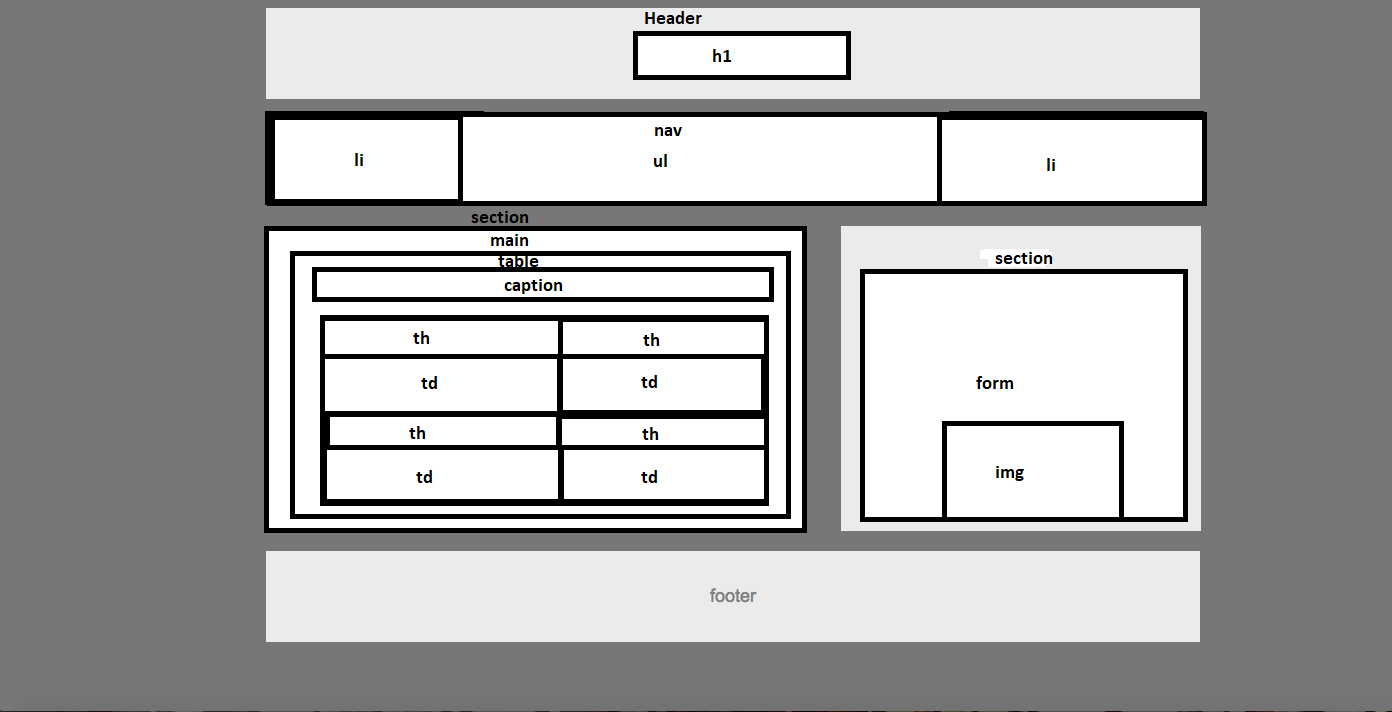 Header
h1
nav
li
ul
li
section
main
table
caption
th
th
td
td
th
th
td
td
section
form
img
footer